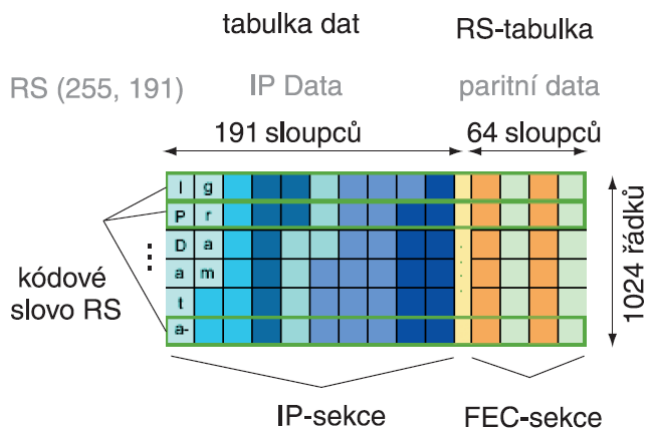 tabulka dat RS-tabulka
RS (255, 191) IP Data paritní data
191 sloupců 64 sloupců
I g
P r
D a
a m
t
a-
kódové
slovo RS
1024 řádků
IP-sekce FEC-sekce